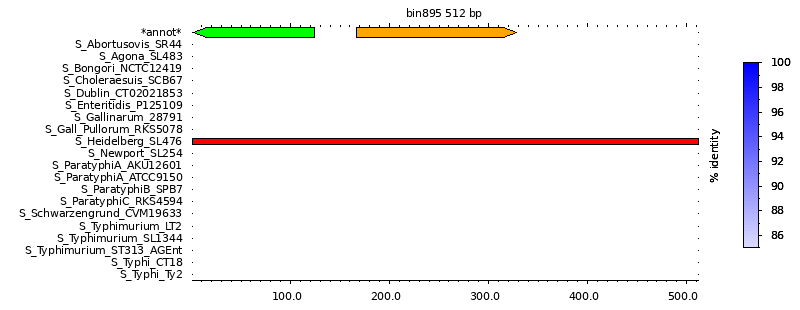 bin895 512 bp
*annot*
S_Abortusovis_SR44
S_Agona_SL483
S_Bongori_NCTC12419
S_Choleraesuis_SCB67
S_Dublin_CT02021853
S_Enteritidis_P125109
S_Gallinarum_28791
S_Gall_Pullorum_RKS5078
S_Heidelberg_SL476
S_Newport_SL254
S_ParatyphiA_AKU12601
S_ParatyphiA_ATCC9150
S_ParatyphiB_SPB7
S_ParatyphiC_RKS4594
S_Schwarzengrund_CVM19633
S_Typhimurium_LT2
S_Typhimurium_SL1344
S_Typhimurium_ST313_AGEnt
S_Typhi_CT18
S_Typhi_Ty2
100.0 200.0 300.0 400.0 500.0
% identity
100
98
96
94
92
90
88
86